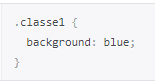 .classe1 {
  background: blue;
}